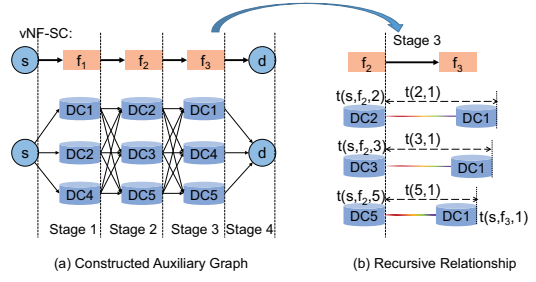 vNF-SC:
s f₁ f₂ f₃ d
DC1 DC2 DC1
s DC2 DC3 DC4 d
DC4 DC5 DC5
Stage 1 Stage 2 Stage 3 Stage 4
(a) Constructed Auxiliary Graph
Stage 3
f₂ f₃
t(s,f₂,2) t(2,1)
DC2 DC1
t(s,f₂,3) t(3,1)
DC3 DC1
t(s,f₂,5) t(5,1)
DC5 DC1 t(s,f₃,1)
(b) Recursive Relationship